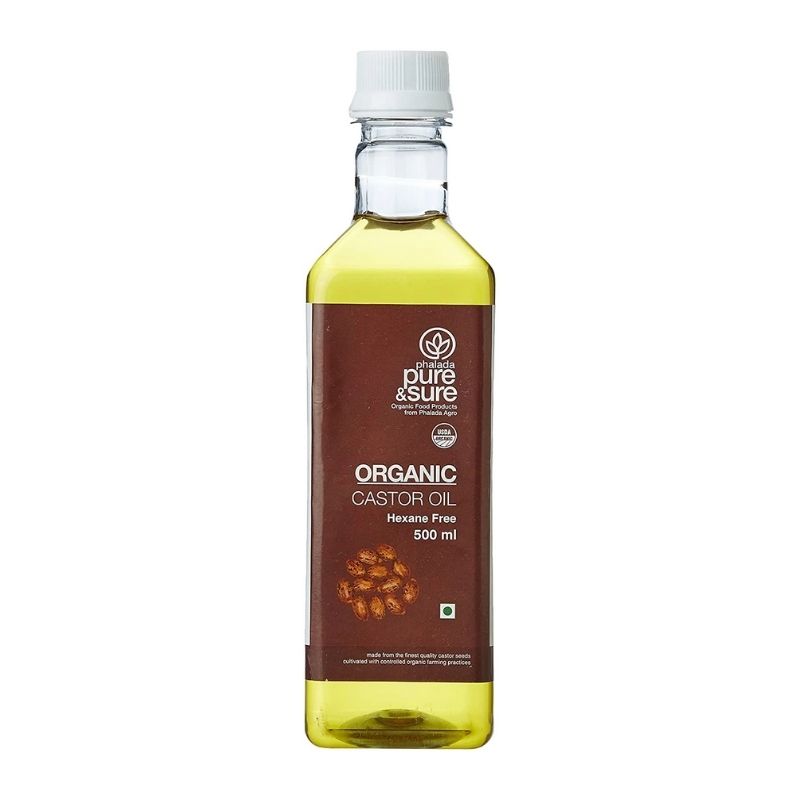 phalada
pure
&sure
Organic Food Products
from Phalada Agro
USDA
ORGANIC
ORGANIC
CASTOR OIL
Hexane Free
500 ml
made from the finest quality castor seeds
cultivated with controlled organic farming practices